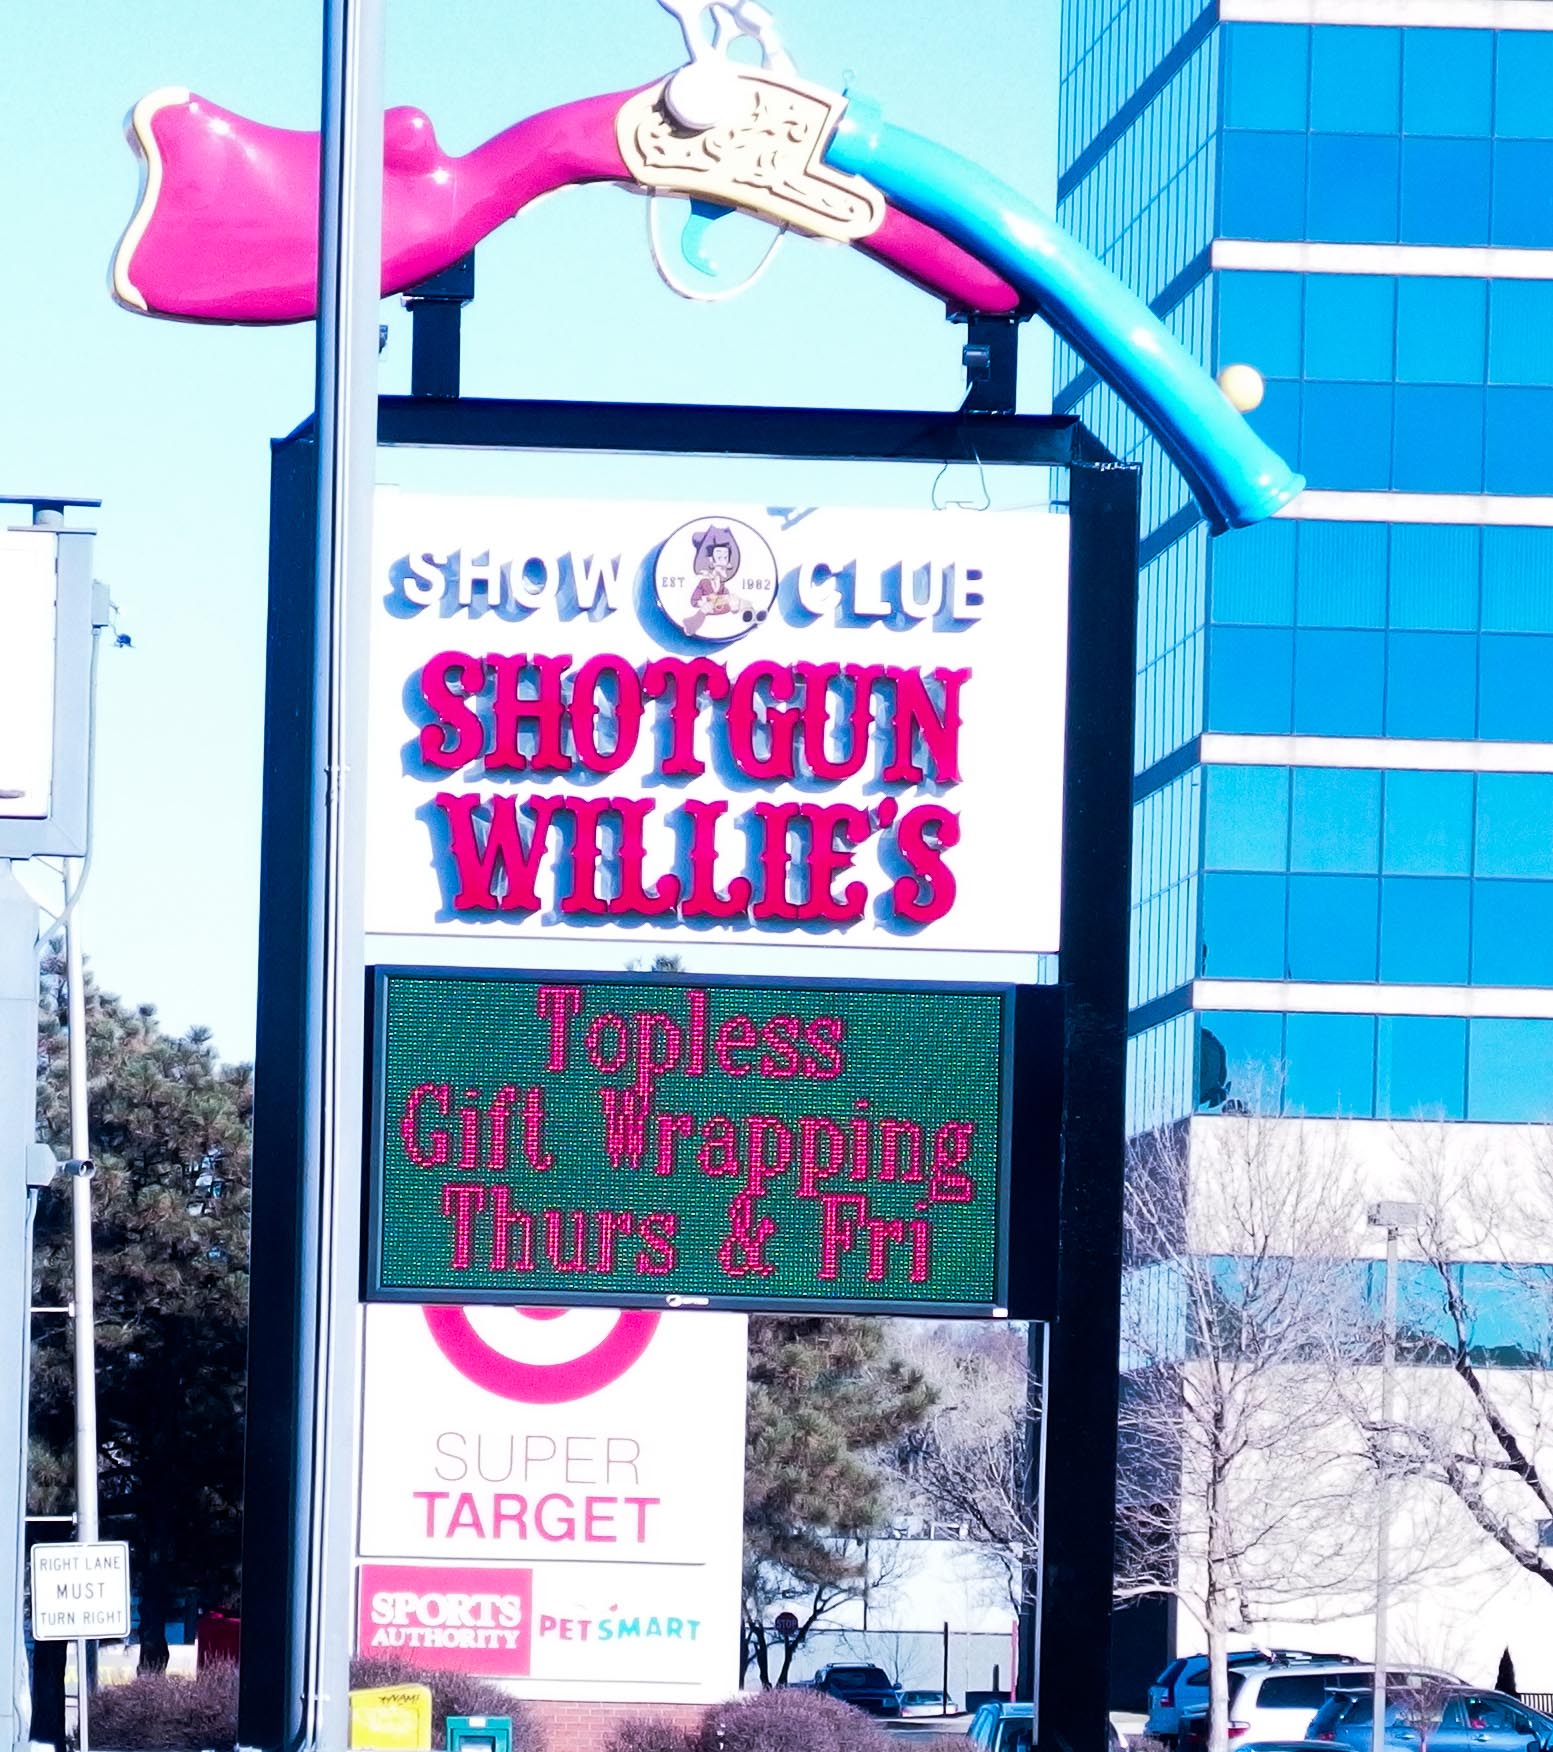 SHOW CLUB
EST 1982
SHOTGUN
WILLIE'S
Topless
Gift Wrapping
Thurs & Fri
SUPER
TARGET
SPORTS
AUTHORITY
PETSMART
RIGHT LANE
MUST
TURN RIGHT
STOP